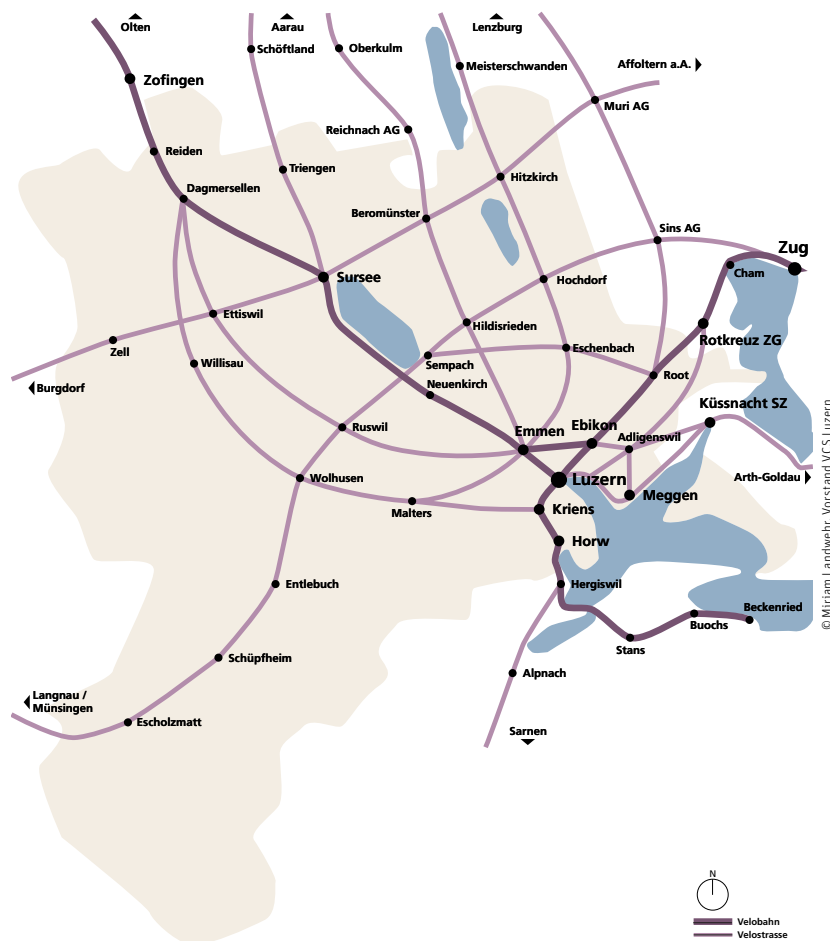 Olten
Aarau
Lenzburg
Schöftland
Oberkulm
Meisterschwanden
Affoltern a.A.
Zofingen
Muri AG
Reichnach AG
Reiden
Triengen
Hitzkirch
Dagmersellen
Beromünster
Sins AG
Zug
Cham
Sursee
Hochdorf
Ettiswil
Hildisrieden
Rotkreuz ZG
Zell
Eschenbach
Willisau
Sempach
Root
Burgdorf
Neuenkirch
Küssnacht SZ
Ruswil
Emmen
Ebikon
Adligenswil
Wolhusen
Luzern
Arth-Goldau
Meggen
Malters
Kriens
Horw
Entlebuch
Hergiswil
Beckenried
Buochs
Stans
Schüpfheim
Alpnach
Langnau /
Münsingen
Escholzmatt
Sarnen
© Miriam Landwehr, Vorstand VCS Luzern
N
Velobahn
Velostrasse